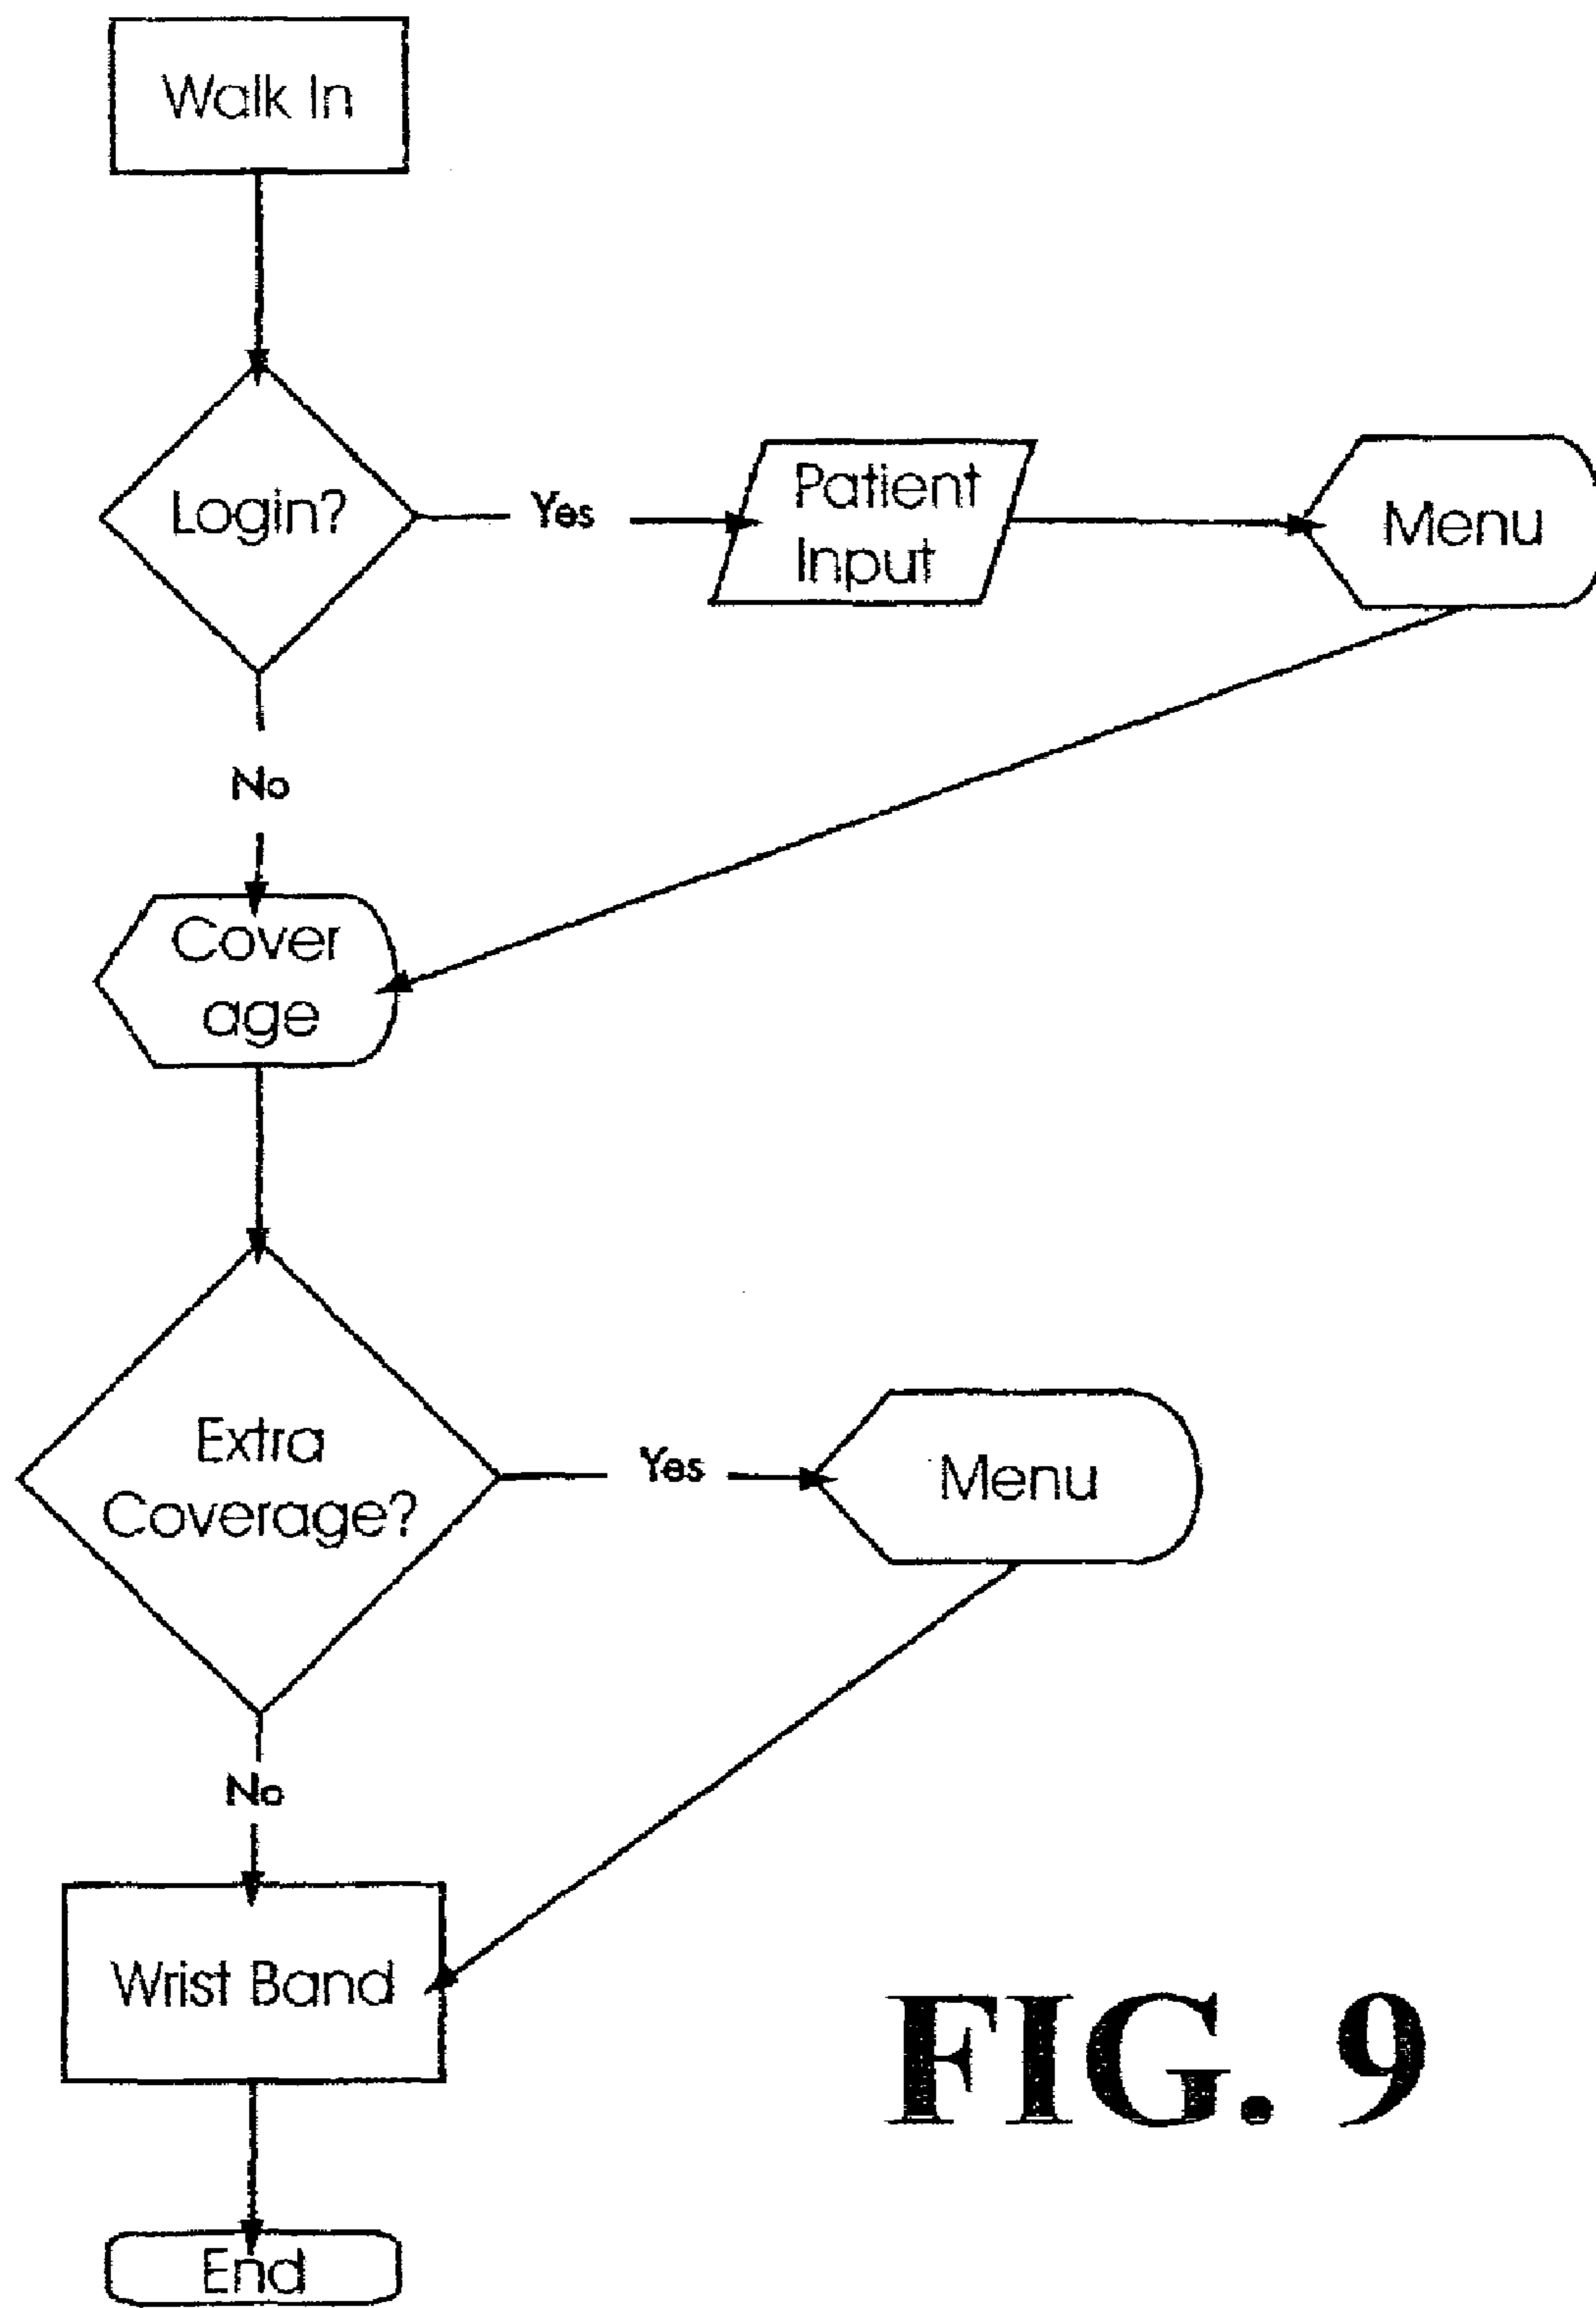 Walk In
Login?
Yes
Patient
Input
Menu
No
Cover
age
Extra
Coverage?
Yes
Menu
No
Wrist Band
FIG. 9
End